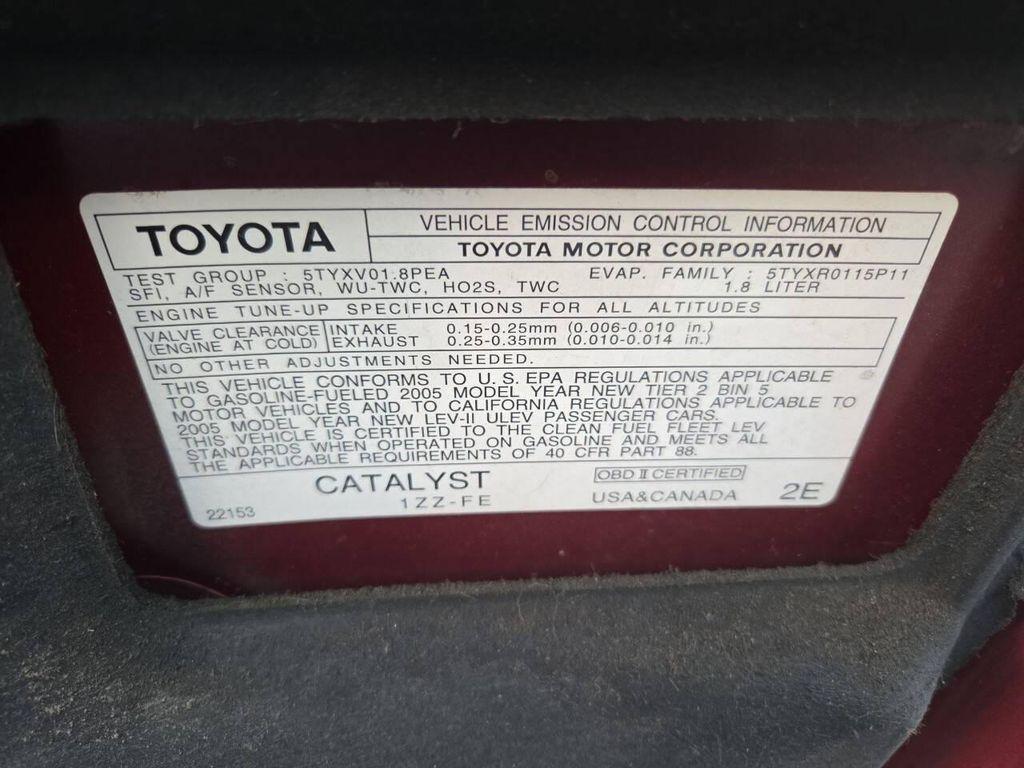 TOYOTA
VEHICLE EMISSION CONTROL INFORMATION
TOYOTA MOTOR CORPORATION
TEST GROUP : 5TYXV01.8PEA EVAP. FAMILY : 5TYXR0115P11
SFI, A/F SENSOR, WU-TWC, HO2S, TWC 1.8 LITER
ENGINE TUNE-UP SPECIFICATIONS FOR ALL ALTITUDES
VALVE CLEARANCE INTAKE 0.15-0.25mm (0.006-0.010 in.)
(ENGINE AT COLD) EXHAUST 0.25-0.35mm (0.010-0.014 in.)
NO OTHER ADJUSTMENTS NEEDED.
THIS VEHICLE CONFORMS TO U.S. EPA REGULATIONS APPLICABLE
TO GASOLINE-FUELED 2005 MODEL YEAR NEW TIER 2 BIN 5
MOTOR VEHICLES AND TO CALIFORNIA REGULATIONS APPLICABLE TO
2005 MODEL YEAR NEW LEV-II ULEV PASSENGER CARS.
THIS VEHICLE IS CERTIFIED TO THE CLEAN FUEL FLEET LEV
STANDARDS WHEN OPERATED ON GASOLINE AND MEETS ALL
THE APPLICABLE REQUIREMENTS OF 40 CFR PART 88.
CATALYST OBD II CERTIFIED
22153 1ZZ-FE USA&CANADA 2E